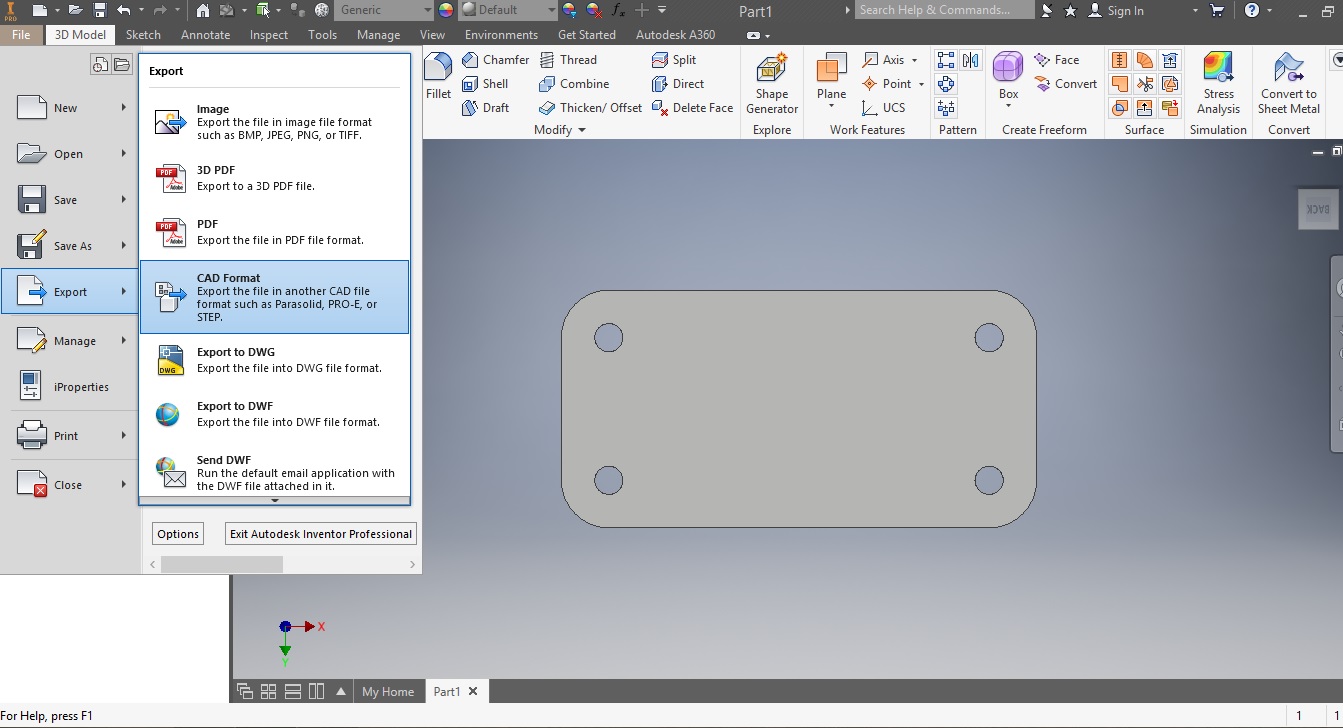 I PRO
Generic
Default
fx
Part1
Search Help & Commands...
Sign In
File
3D Model
Sketch
Annotate
Inspect
Tools
Manage
View
Environments
Get Started
Autodesk A360
New
Open
Save
Save As
Export
Manage
iProperties
Print
Close
Export
Image
Export the file in image file format
such as BMP, JPEG, PNG, or TIFF.
PDF
Adobe
3D PDF
Export to a 3D PDF file.
PDF
Adobe
PDF
Export the file in PDF file format.
CAD Format
Export the file in another CAD file
format such as Parasolid, PRO-E, or
STEP.
DWG
Export to DWG
Export the file into DWG file format.
Export to DWF
Export the file into DWF file format.
Send DWF
Run the default email application with
the DWF file attached in it.
Options
Exit Autodesk Inventor Professional
Fillet
Chamfer
Shell
Draft
Thread
Combine
Thicken/ Offset
Split
Direct
Delete Face
Modify
Shape
Generator
Explore
Plane
Axis
Point
UCS
Work Features
Pattern
Box
Face
Convert
Create Freeform
Surface
Stress
Analysis
Simulation
Convert to
Sheet Metal
Convert
BACK
X
Y
My Home
Part1
For Help, press F1
1
1